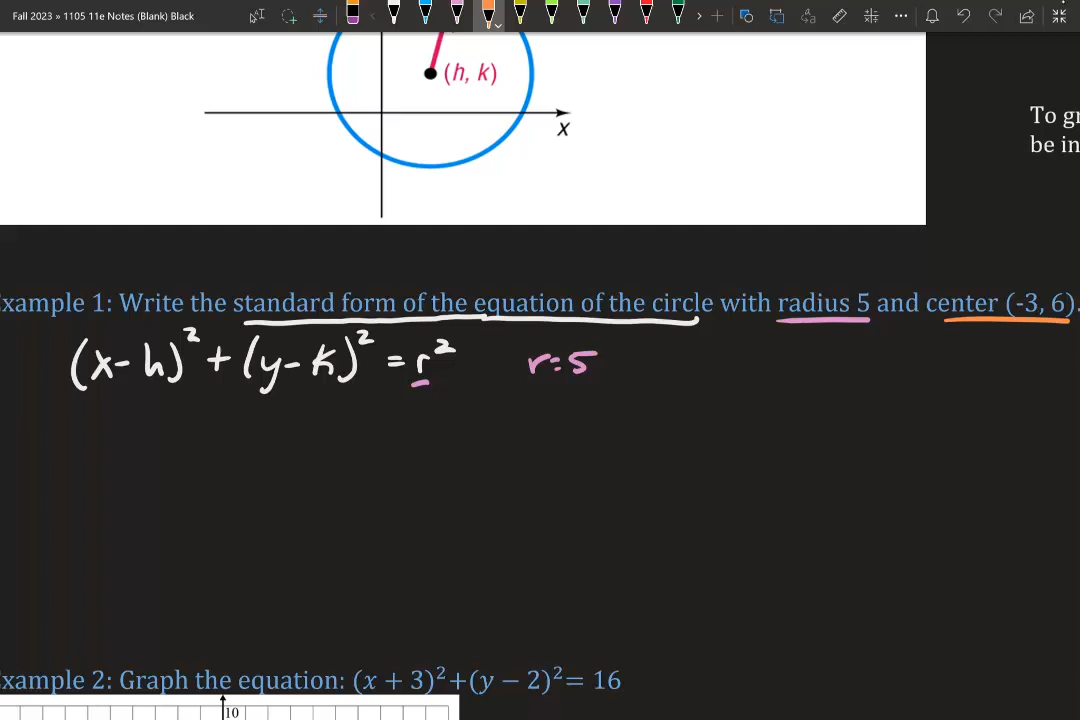 Fall 2023 » 1105 11e Notes (Blank) Black
(h, k)
x
To gr
be in
xample 1: Write the standard form of the equation of the circle with radius 5 and center (-3, 6).
(x - h)² + (y - k)² = r² r = 5
xample 2: Graph the equation: (x + 3)²+(y − 2)²= 16
10